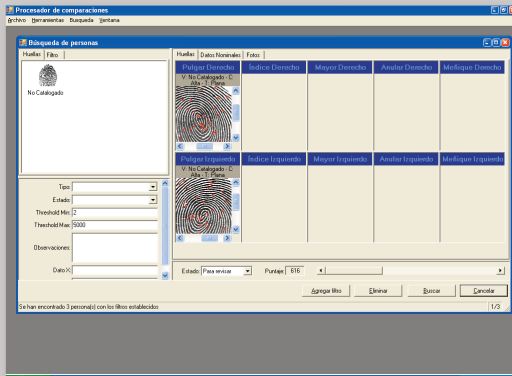 Procesador de comparaciones
Archivo Herramientas Busqueda Ventana
Búsqueda de personas
Huellas Filtro
No Catalogado
Huellas Datos Nominales Fotos
Pulgar Derecho Índice Derecho Mayor Derecho Anular Derecho Meñique Derecho
V: No Catalogado - C:
Alta - T: Plana
Pulgar Izquierdo Índice Izquierdo Mayor Izquierdo Anular Izquierdo Meñique Izquierdo
V: No Catalogado - C:
Alta - T: Plana
Tipo:
Estado:
Threshold Min: 2
Threshold Max: 5000
Observaciones:
Dato X:
Estado: Para revisar Puntaje: 616
Agregar filtro Eliminar Buscar Cancelar
Se han encontrado 3 persona(s) con los filtros establecidos 1/3